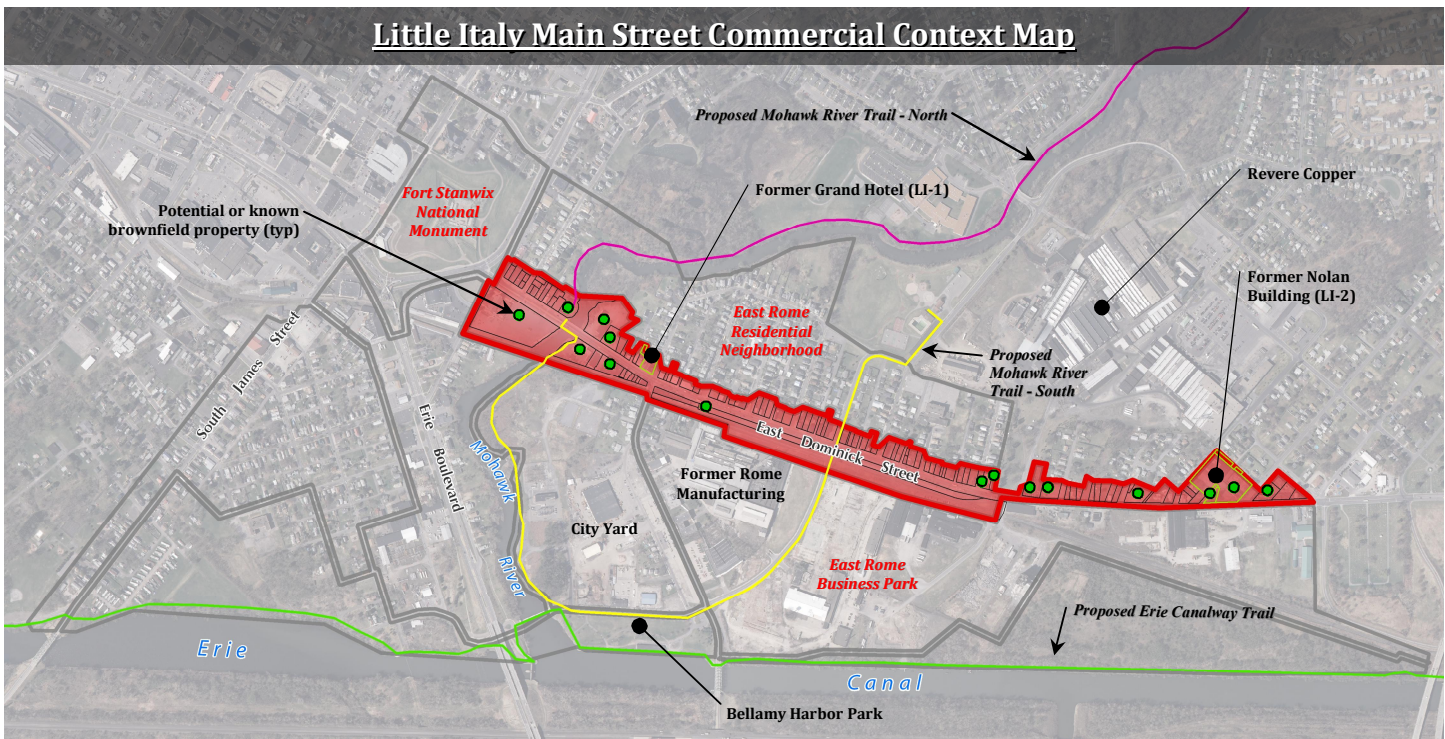 Little Italy Main Street Commercial Context Map
Proposed Mohawk River Trail - North
Revere Copper
Former Grand Hotel (LI-1)
Fort Stanwix
National
Monument
Potential or known
brownfield property (typ)
Former Nolan
Building (LI-2)
East Rome
Residential
Neighborhood
Proposed
Mohawk River
Trail - South
South James Street
Erie Boulevard
Mohawk River
East Dominick Street
Former Rome
Manufacturing
City Yard
East Rome
Business Park
Proposed Erie Canalway Trail
Erie Canal
Bellamy Harbor Park